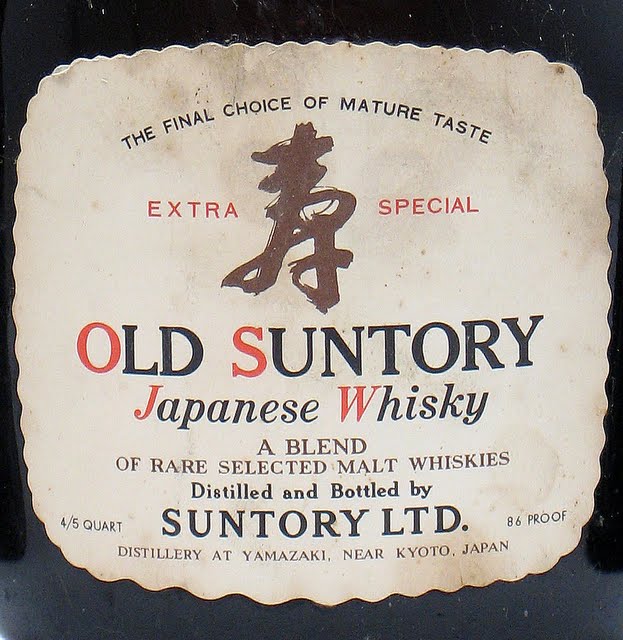 THE FINAL CHOICE OF MATURE TASTE
EXTRA 寿 SPECIAL
OLD SUNTORY
Japanese Whisky
A BLEND
OF RARE SELECTED MALT WHISKIES
Distilled and Bottled by
4/5 QUART SUNTORY LTD. 86 PROOF
DISTILLERY AT YAMAZAKI, NEAR KYOTO, JAPAN